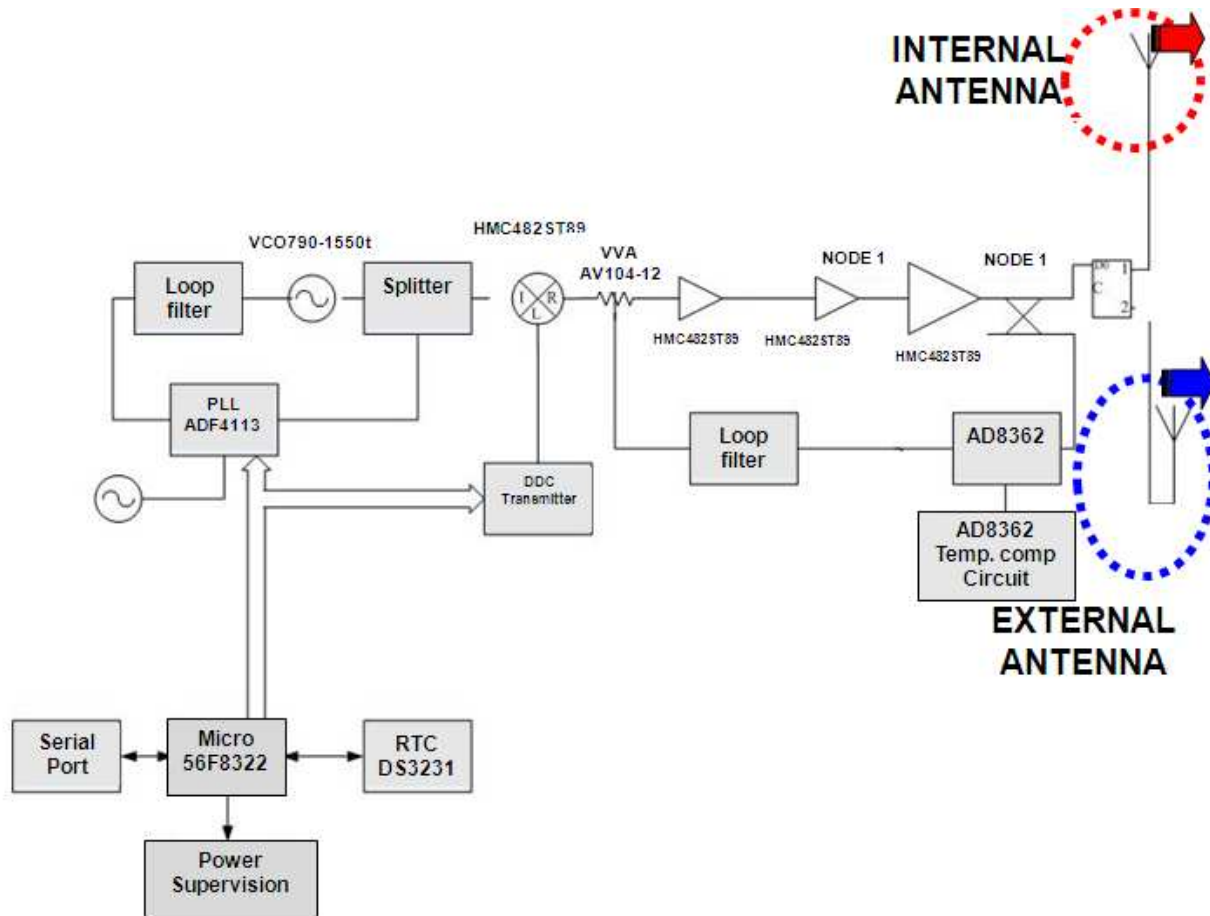 INTERNAL
ANTENNA
HMC482ST89
VCO790-1550t
VVA
AV104-12
NODE 1
NODE 1
Loop
filter
Splitter
I
R
L
1
C
2
HMC482ST89
HMC482ST89
HMC482ST89
PLL
ADF4113
Loop
filter
AD8362
DDC
Transmitter
AD8362
Temp. comp
Circuit
EXTERNAL
ANTENNA
Serial
Port
Micro
56F8322
RTC
DS3231
Power
Supervision